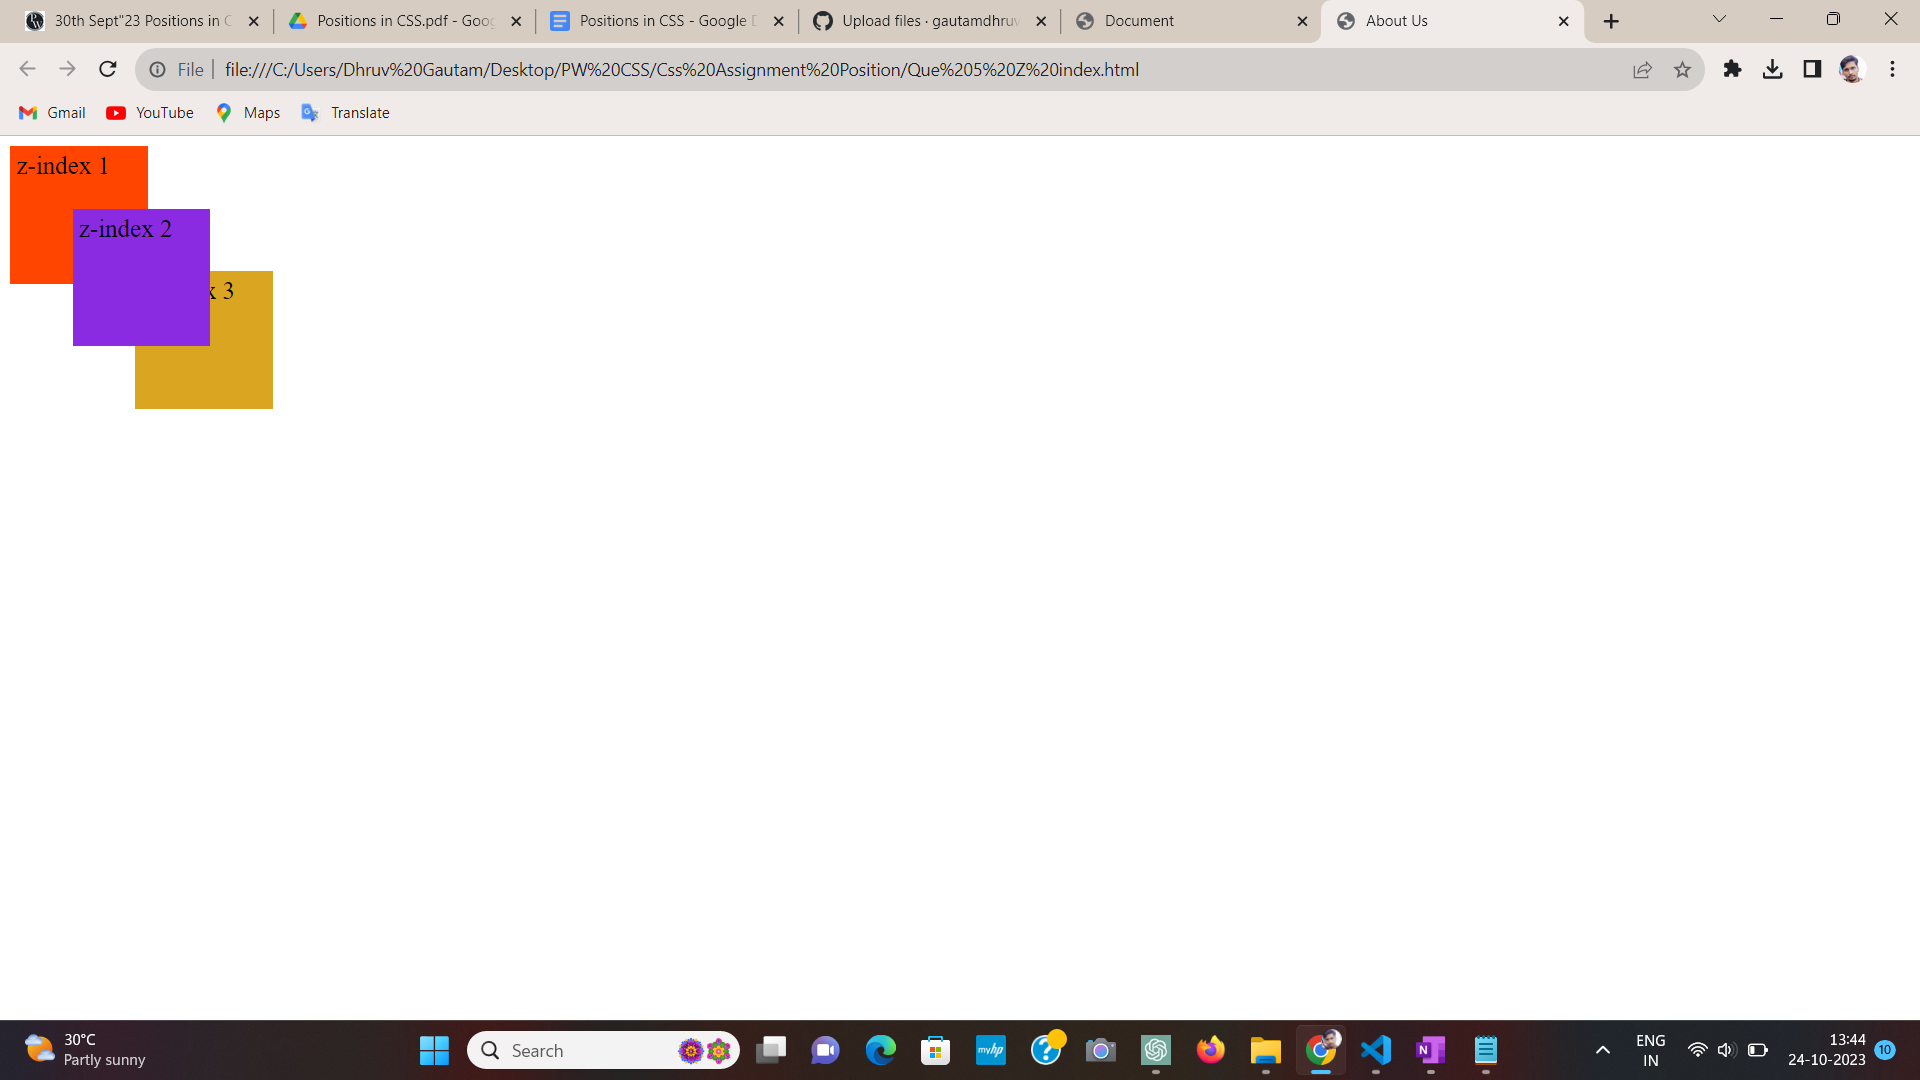 30th Sept"23 Positions in C
Positions in CSS.pdf - Goog
Positions in CSS - Google D
Upload files · gautamdhruv
Document
About Us
File
file:///C:/Users/Dhruv%20Gautam/Desktop/PW%20CSS/Css%20Assignment%20Position/Que%205%20Z%20index.html
Gmail
YouTube
Maps
Translate
z-index 1
z-index 2
x 3
30°C
Partly sunny
Search
myhp
N
ENG
IN
13:44
24-10-2023
10